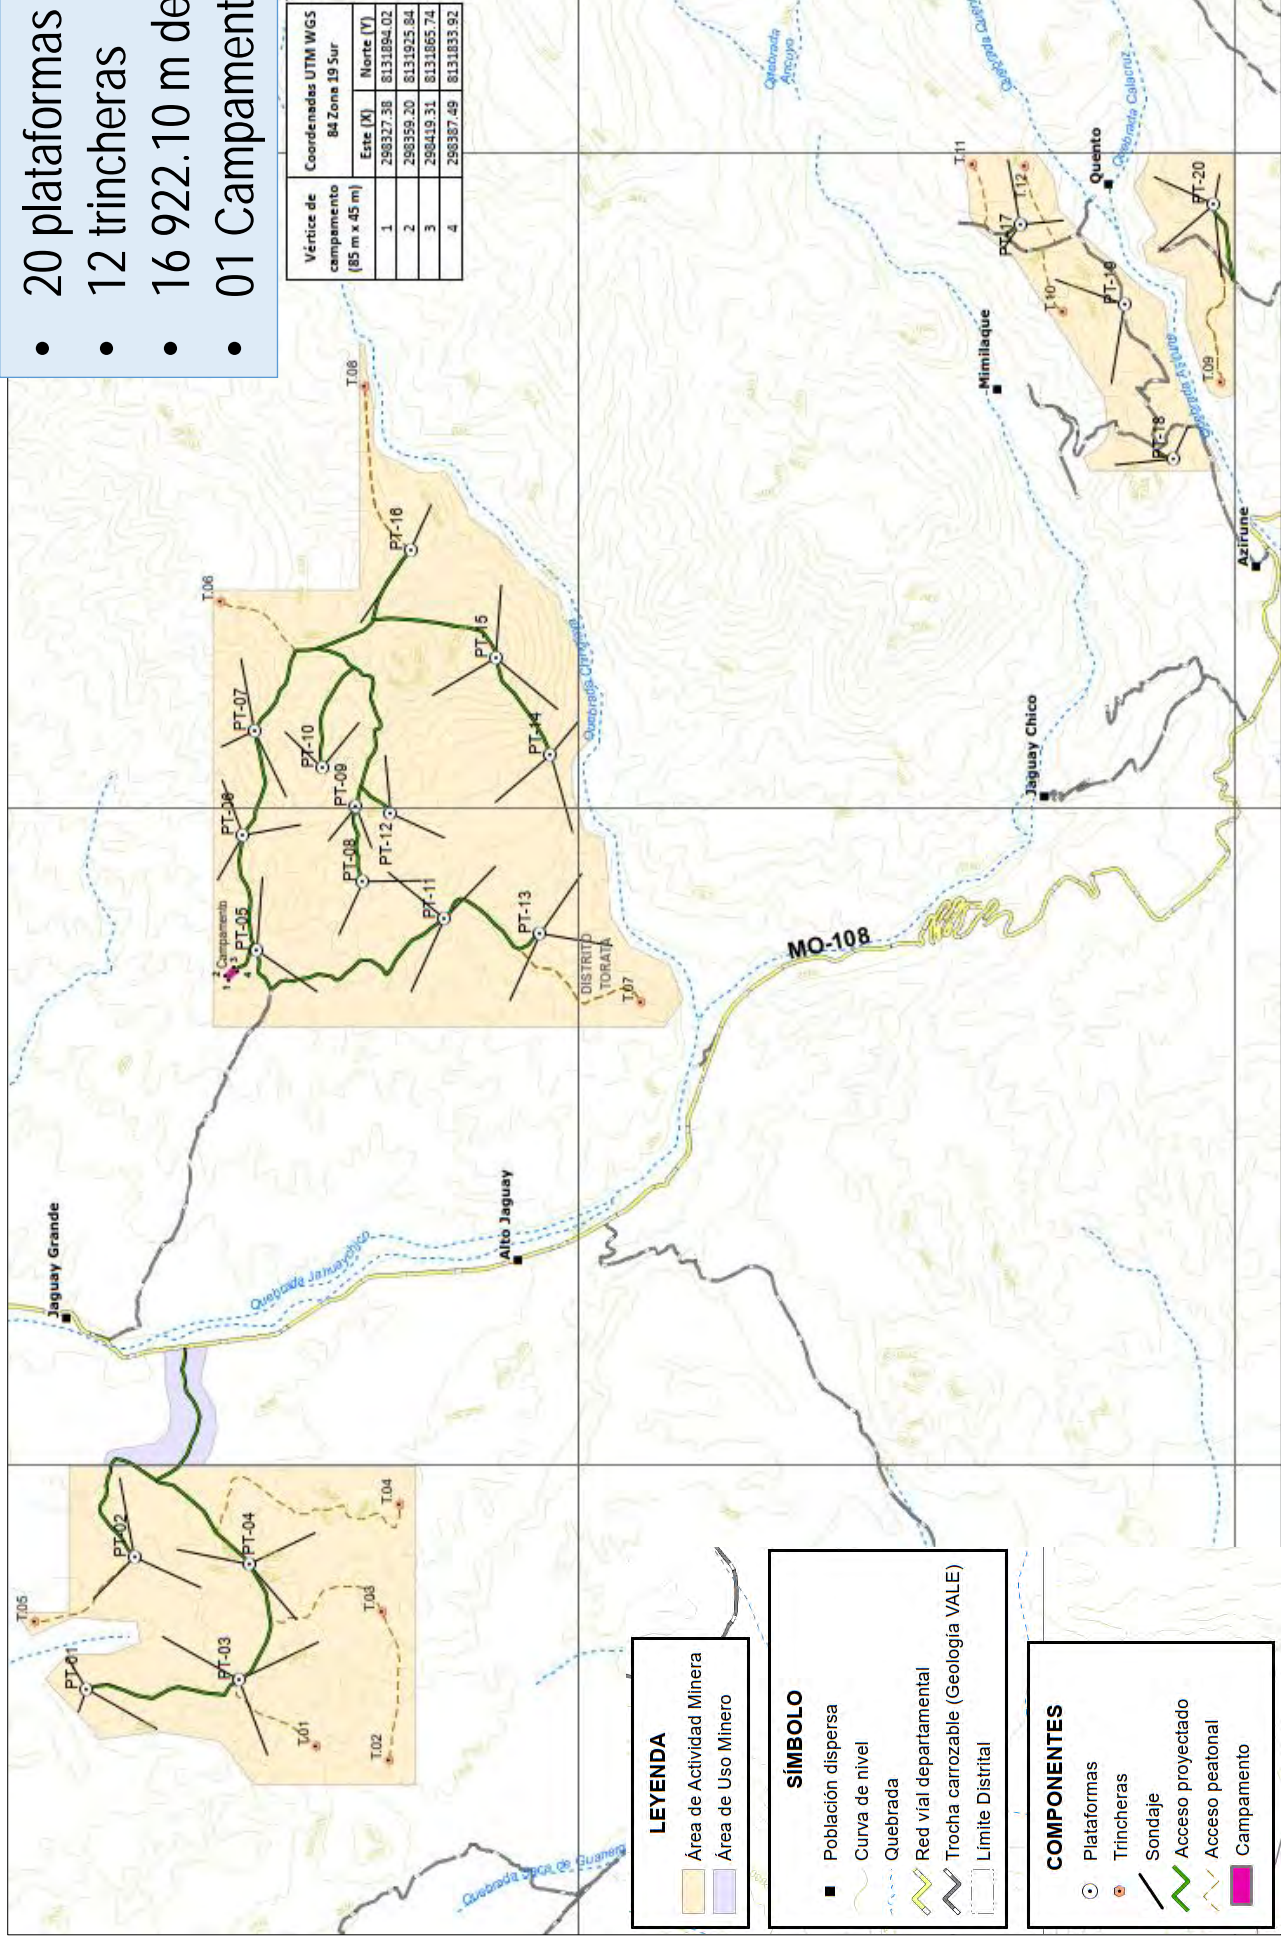 • 20 plataformas
• 12 trincheras
• 16 922.10 m de
• 01 Campament
Vértice de campamento (85 m x 45 m)
Coordenadas UTM WGS 84 Zona 19 Sur
Este (X) Norte (Y)
1 298327.38 8131894.02
2 298359.20 8131925.84
3 298419.31 8131865.74
4 298387.49 8131833.92
Jaguay Grande
Quebrada Jahuaychico
Alto Jaguay
MO-108
Jaguay Chico
Mimilaque
Azirune
Quento
Quebrada Ancuyo
Quebrada Calacruz
Quebrada Azirune
DISTRITO
TORATA
Campamento
1
2
3
4
PT-01
PT-02
PT-03
PT-04
PT-05
PT-06
PT-07
PT-08
PT-09
PT-10
PT-11
PT-12
PT-13
PT-14
PT-15
PT-16
PT-17
PT-18
PT-19
PT-20
T.01
T.02
T.03
T.04
T.05
T.06
T.07
T.08
T.09
T.10
T.11
T.12
LEYENDA
Área de Actividad Minera
Área de Uso Minero
SÍMBOLO
Población dispersa
Curva de nivel
Quebrada
Red vial departamental
Trocha carrozable (Geología VALE)
Límite Distrital
COMPONENTES
Plataformas
Trincheras
Sondaje
Acceso proyectado
Acceso peatonal
Campamento